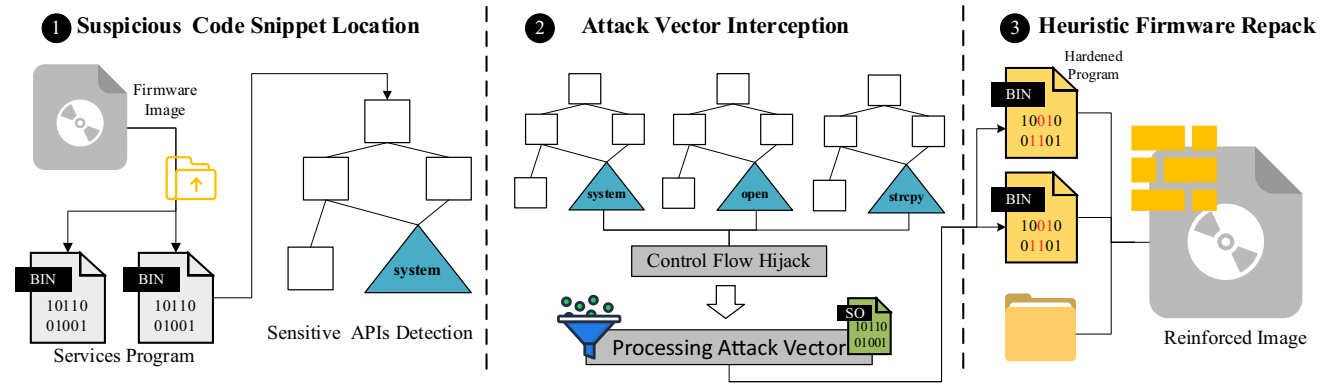 1 Suspicious Code Snippet Location
Firmware
Image
BIN
10110
01001
BIN
10110
01001
Services Program
system
Sensitive APIs Detection
2 Attack Vector Interception
system
open
strcpy
Control Flow Hijack
Processing Attack Vector
SO
10110
01001
3 Heuristic Firmware Repack
Hardened
Program
BIN
10010
01101
BIN
10010
01101
Reinforced Image